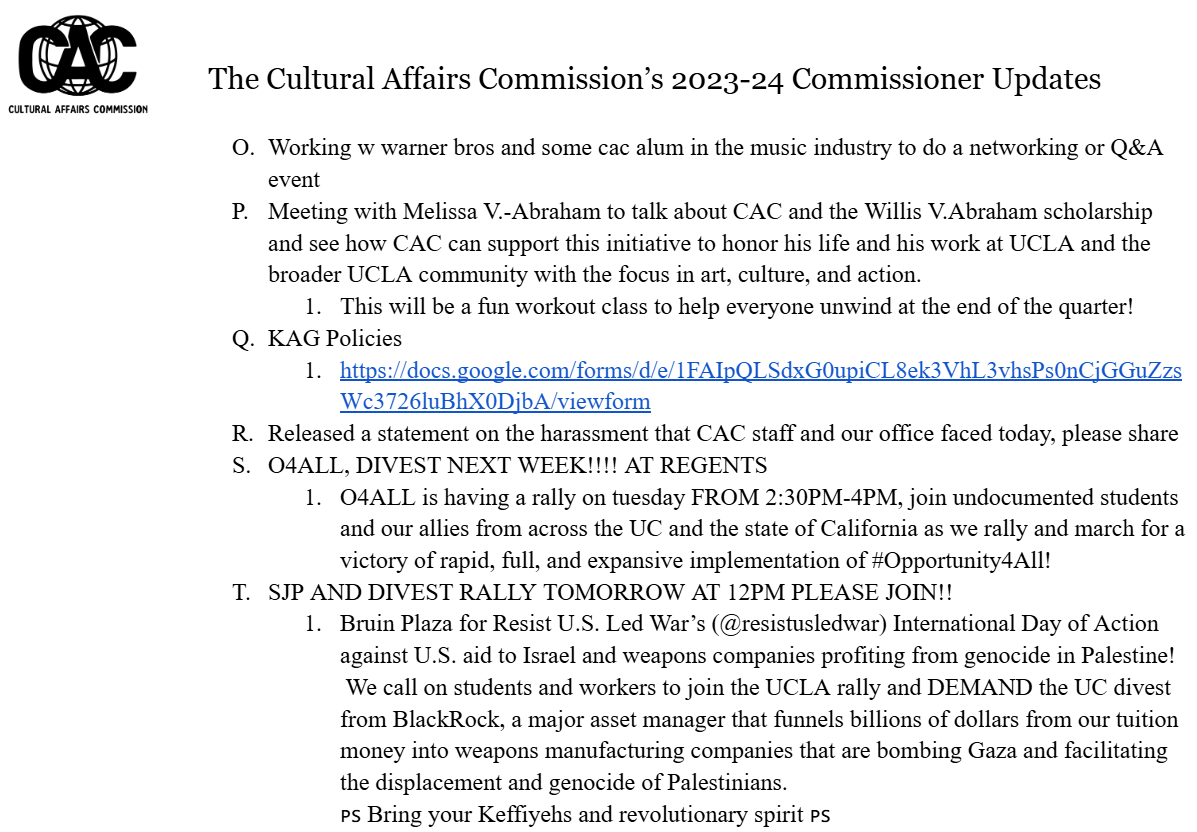 CAC
CULTURAL AFFAIRS COMMISSION
The Cultural Affairs Commission’s 2023-24 Commissioner Updates
O. Working w warner bros and some cac alum in the music industry to do a networking or Q&A
event
P. Meeting with Melissa V.-Abraham to talk about CAC and the Willis V.Abraham scholarship
and see how CAC can support this initiative to honor his life and his work at UCLA and the
broader UCLA community with the focus in art, culture, and action.
1. This will be a fun workout class to help everyone unwind at the end of the quarter!
Q. KAG Policies
1. https://docs.google.com/forms/d/e/1FAIpQLSdxG0upiCL8ek3VhL3vhsPs0nCjGGuZzs
Wc3726luBhX0DjbA/viewform
R. Released a statement on the harassment that CAC staff and our office faced today, please share
S. O4ALL, DIVEST NEXT WEEK!!!! AT REGENTS
1. O4ALL is having a rally on tuesday FROM 2:30PM-4PM, join undocumented students
and our allies from across the UC and the state of California as we rally and march for a
victory of rapid, full, and expansive implementation of #Opportunity4All!
T. SJP AND DIVEST RALLY TOMORROW AT 12PM PLEASE JOIN!!
1. Bruin Plaza for Resist U.S. Led War’s (@resistusledwar) International Day of Action
against U.S. aid to Israel and weapons companies profiting from genocide in Palestine!
We call on students and workers to join the UCLA rally and DEMAND the UC divest
from BlackRock, a major asset manager that funnels billions of dollars from our tuition
money into weapons manufacturing companies that are bombing Gaza and facilitating
the displacement and genocide of Palestinians.
PS Bring your Keffiyehs and revolutionary spirit PS